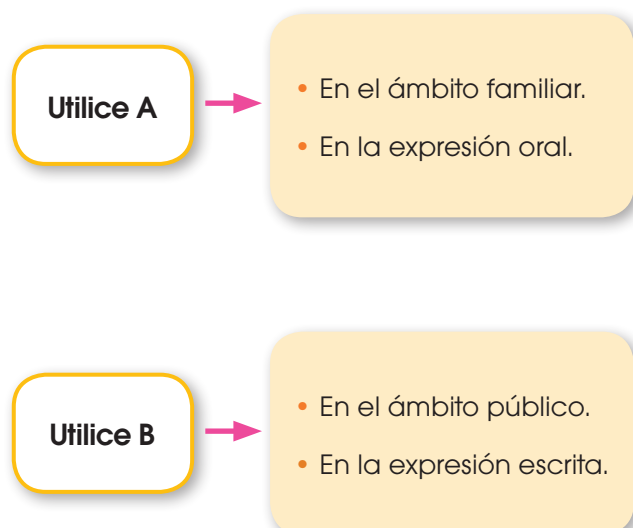 Utilice A
• En el ámbito familiar.
• En la expresión oral.
Utilice B
• En el ámbito público.
• En la expresión escrita.